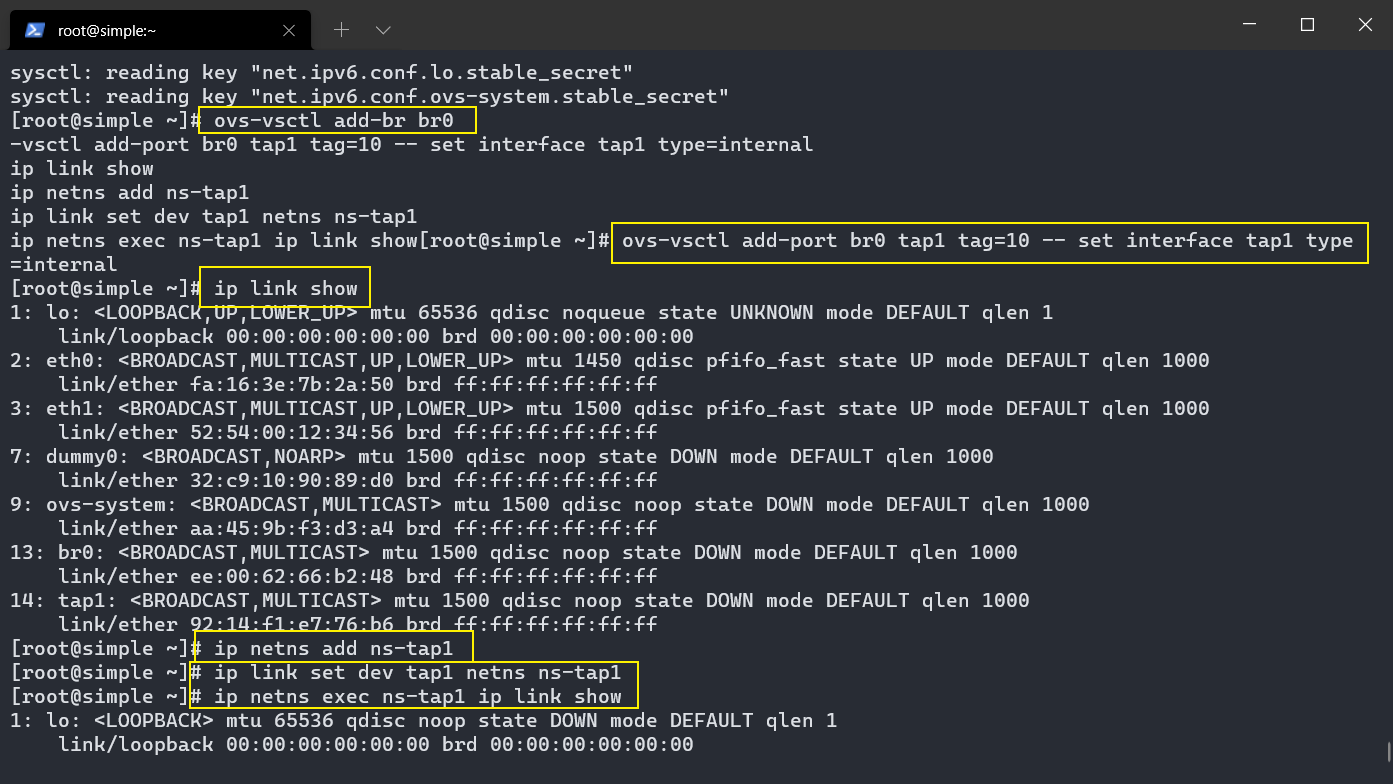 root@simple:~
sysctl: reading key "net.ipv6.conf.lo.stable_secret"
sysctl: reading key "net.ipv6.conf.ovs-system.stable_secret"
[root@simple ~]# ovs-vsctl add-br br0
-vsctl add-port br0 tap1 tag=10 -- set interface tap1 type=internal
ip link show
ip netns add ns-tap1
ip link set dev tap1 netns ns-tap1
ip netns exec ns-tap1 ip link show[root@simple ~]# ovs-vsctl add-port br0 tap1 tag=10 -- set interface tap1 type
=internal
[root@simple ~]# ip link show
1: lo: <LOOPBACK,UP,LOWER_UP> mtu 65536 qdisc noqueue state UNKNOWN mode DEFAULT qlen 1
    link/loopback 00:00:00:00:00:00 brd 00:00:00:00:00:00
2: eth0: <BROADCAST,MULTICAST,UP,LOWER_UP> mtu 1450 qdisc pfifo_fast state UP mode DEFAULT qlen 1000
    link/ether fa:16:3e:7b:2a:50 brd ff:ff:ff:ff:ff:ff
3: eth1: <BROADCAST,MULTICAST,UP,LOWER_UP> mtu 1500 qdisc pfifo_fast state UP mode DEFAULT qlen 1000
    link/ether 52:54:00:12:34:56 brd ff:ff:ff:ff:ff:ff
7: dummy0: <BROADCAST,NOARP> mtu 1500 qdisc noop state DOWN mode DEFAULT qlen 1000
    link/ether 32:c9:10:90:89:d0 brd ff:ff:ff:ff:ff:ff
9: ovs-system: <BROADCAST,MULTICAST> mtu 1500 qdisc noop state DOWN mode DEFAULT qlen 1000
    link/ether aa:45:9b:f3:d3:a4 brd ff:ff:ff:ff:ff:ff
13: br0: <BROADCAST,MULTICAST> mtu 1500 qdisc noop state DOWN mode DEFAULT qlen 1000
    link/ether ee:00:62:66:b2:48 brd ff:ff:ff:ff:ff:ff
14: tap1: <BROADCAST,MULTICAST> mtu 1500 qdisc noop state DOWN mode DEFAULT qlen 1000
    link/ether 92:14:f1:e7:76:b6 brd ff:ff:ff:ff:ff:ff
[root@simple ~]# ip netns add ns-tap1
[root@simple ~]# ip link set dev tap1 netns ns-tap1
[root@simple ~]# ip netns exec ns-tap1 ip link show
1: lo: <LOOPBACK> mtu 65536 qdisc noop state DOWN mode DEFAULT qlen 1
    link/loopback 00:00:00:00:00:00 brd 00:00:00:00:00:00